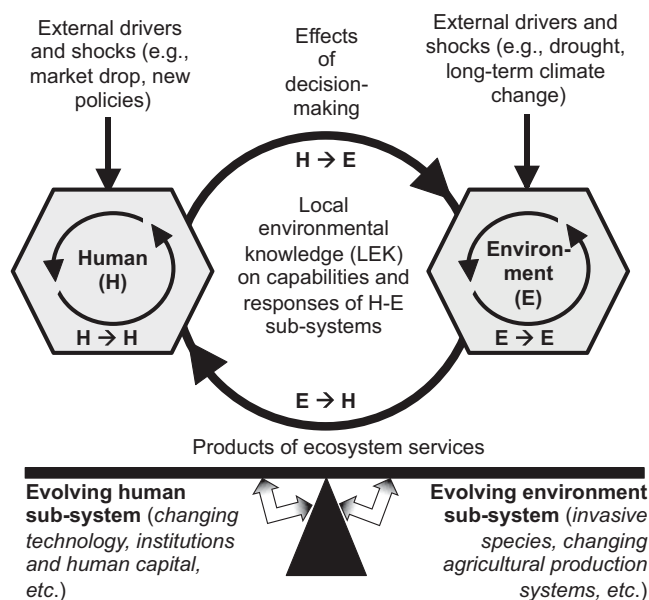 External drivers
and shocks (e.g.,
market drop, new
policies)
Effects
of
decision-
making
External drivers and
shocks (e.g., drought,
long-term climate
change)
H → E
Human
(H)
H → H
Local
environmental
knowledge (LEK)
on capabilities and
responses of H-E
sub-systems
Environ-
ment
(E)
E → E
E → H
Products of ecosystem services
Evolving human
sub-system (changing
technology, institutions
and human capital,
etc.)
Evolving environment
sub-system (invasive
species, changing
agricultural production
systems, etc.)